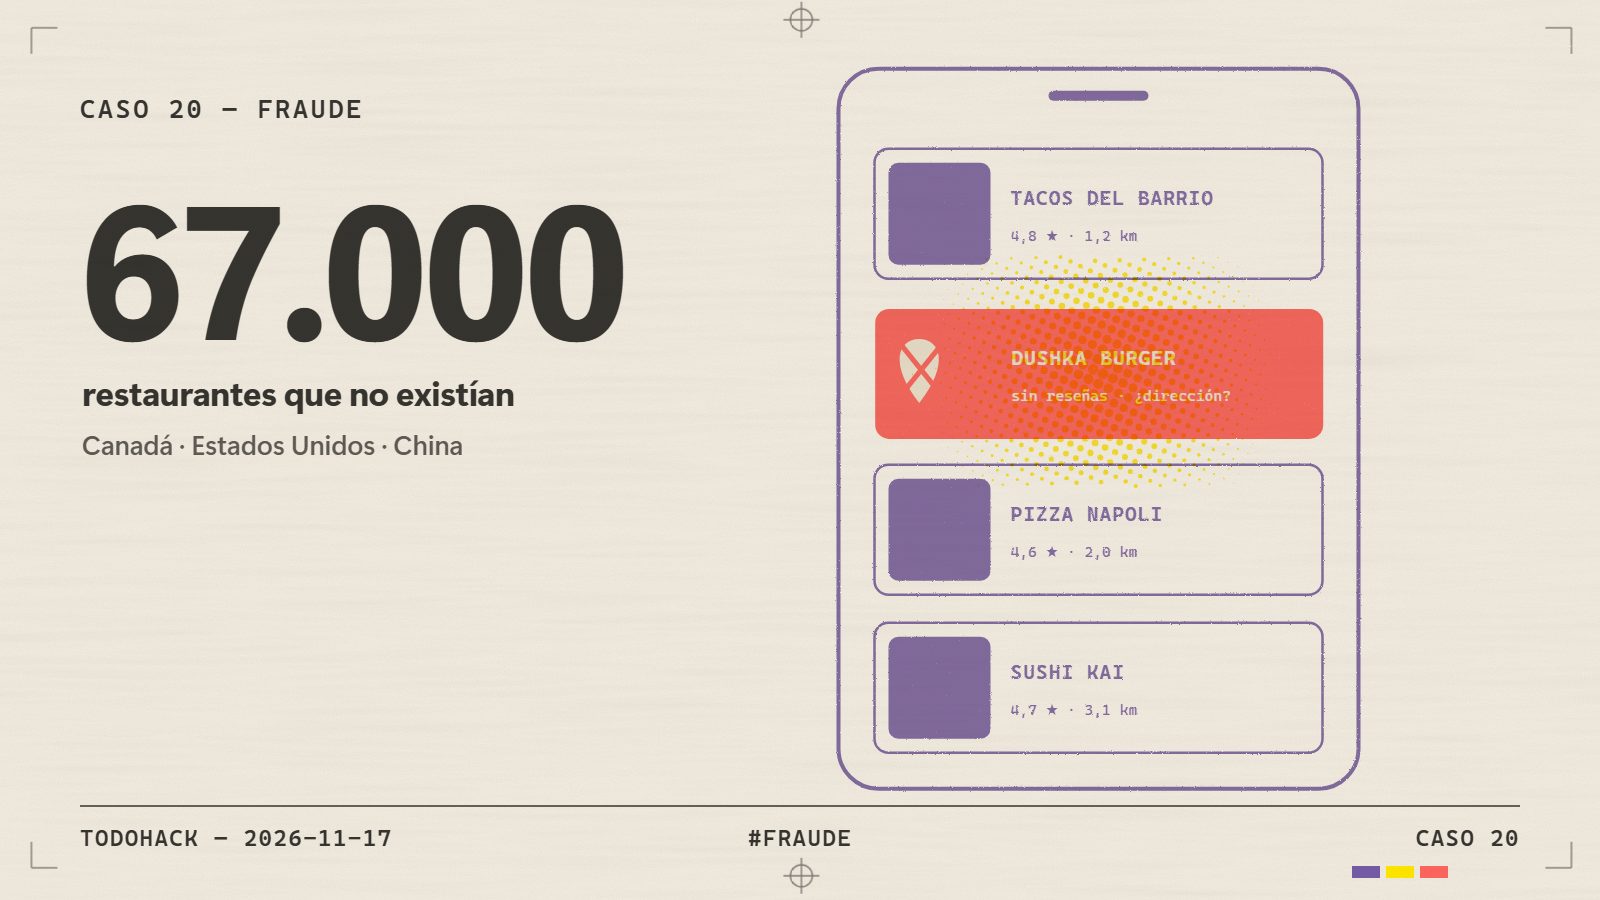 CASO 20 — FRAUDE
67.000
restaurantes que no existían
Canadá · Estados Unidos · China
TACOS DEL BARRIO
4,8 ★ · 1,2 km
DUSHKA BURGER
sin reseñas · ¿dirección?
PIZZA NAPOLI
4,6 ★ · 2,0 km
SUSHI KAI
4,7 ★ · 3,1 km
TODOHACK — 2026-11-17
#FRAUDE
CASO 20